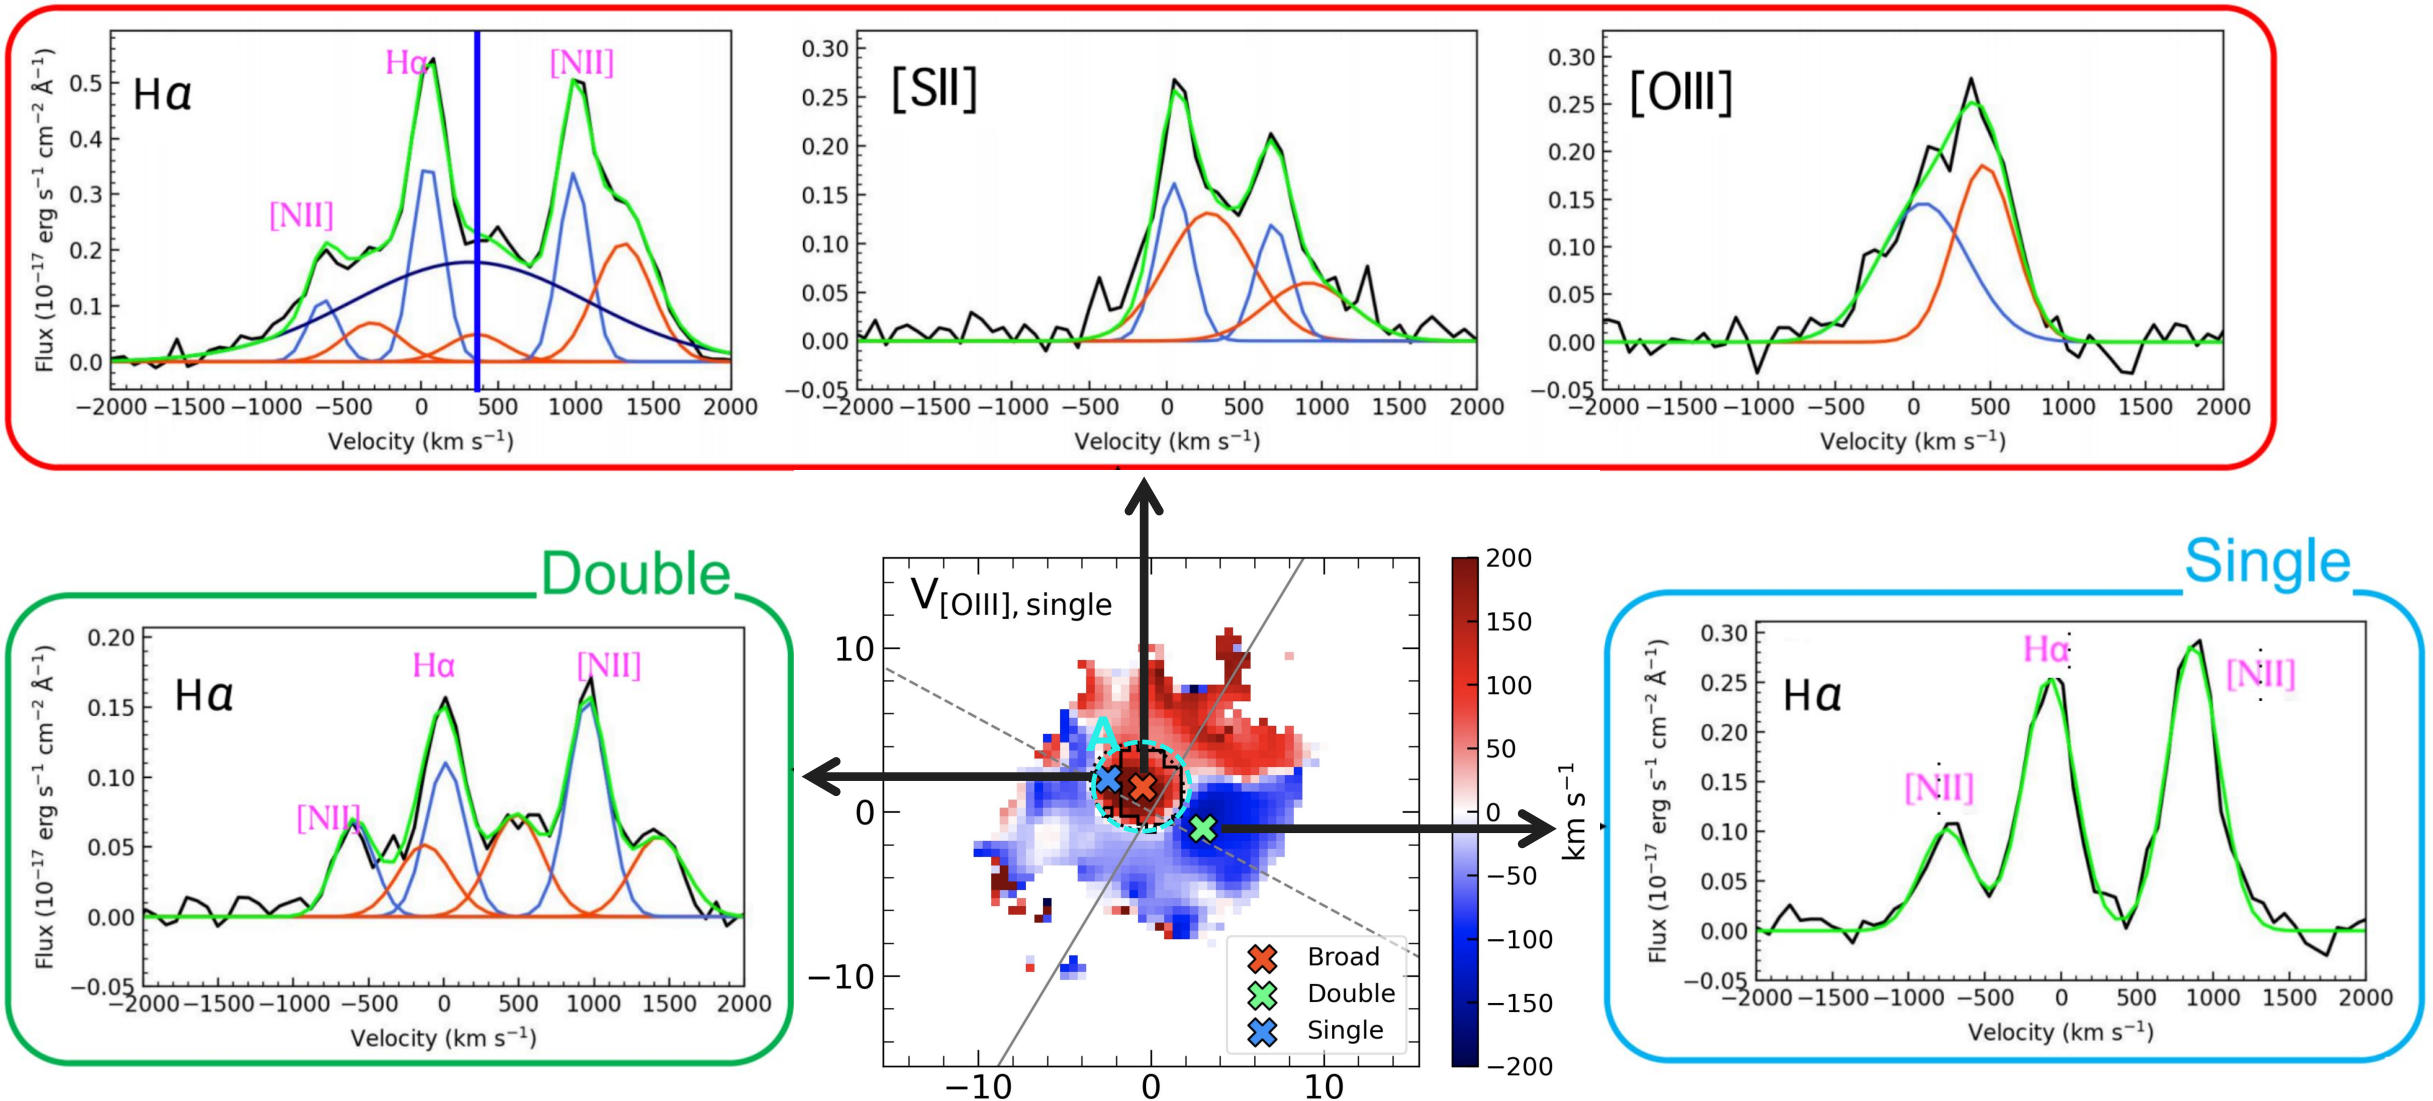 Hα
Hα
[NII]
[NII]
Flux (10⁻¹⁷ erg s⁻¹ cm⁻² Å⁻¹)
0.5
0.4
0.3
0.2
0.1
0.0
−2000 −1500 −1000 −500 0 500 1000 1500 2000
Velocity (km s⁻¹)
[SII]
0.30
0.25
0.20
0.15
0.10
0.05
0.00
−0.05
−2000 −1500 −1000 −500 0 500 1000 1500 2000
Velocity (km s⁻¹)
[OIII]
0.30
0.25
0.20
0.15
0.10
0.05
0.00
−0.05
−2000 −1500 −1000 −500 0 500 1000 1500 2000
Velocity (km s⁻¹)
Double
Hα
Hα
[NII]
[NII]
Flux (10⁻¹⁷ erg s⁻¹ cm⁻² Å⁻¹)
0.20
0.15
0.10
0.05
0.00
−0.05
−2000 −1500 −1000 −500 0 500 1000 1500 2000
Velocity (km s⁻¹)
V[OIII], single
A
10
0
−10
−10 0 10
Broad
Double
Single
200
150
100
50
0
−50
−100
−150
−200
km s⁻¹
Single
Hα
Hα
[NII]
[NII]
Flux (10⁻¹⁷ erg s⁻¹ cm⁻² Å⁻¹)
0.30
0.25
0.20
0.15
0.10
0.05
0.00
−0.05
−2000 −1500 −1000 −500 0 500 1000 1500 2000
Velocity (km s⁻¹)